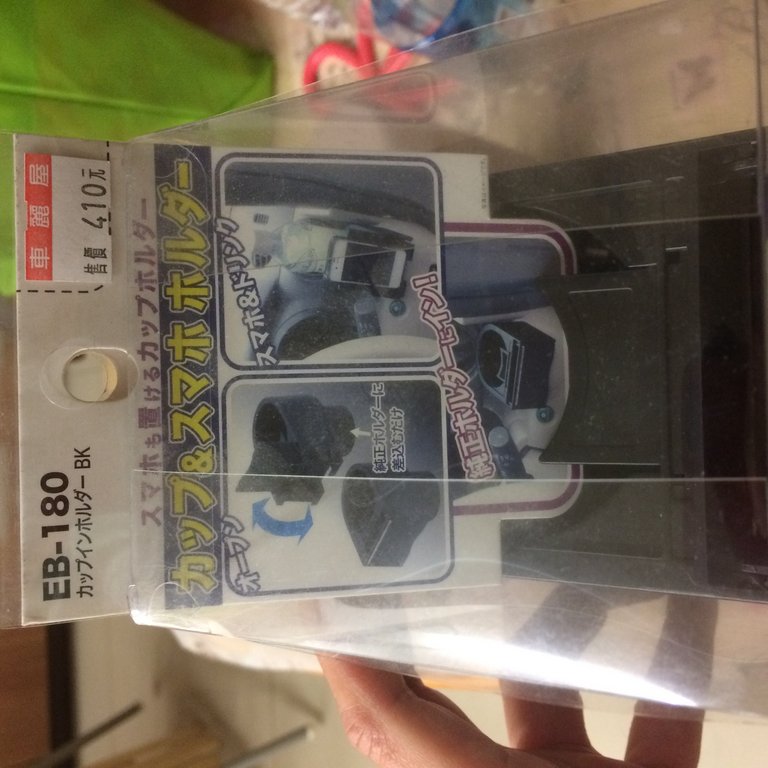 車麗屋
售價 410元
EB-180
カップインホルダー BK
スマホも置けるカップホルダー
カップ&スマホ ホルダー
スマホ&ドリンク
純正ホルダーにイン!!
オープン
純正ホルダーに
差込むだけ